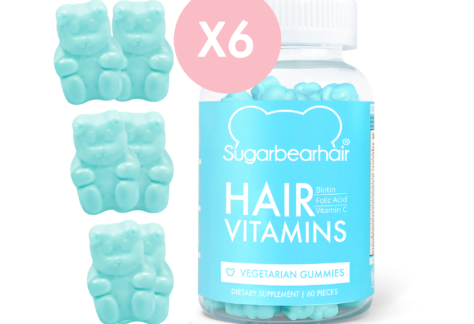 X6
Sugarbearhair®
HAIR
Biotin
Folic Acid
Vitamin C
VITAMINS
VEGETARIAN GUMMIES
DIETARY SUPPLEMENT | 60 PIECES